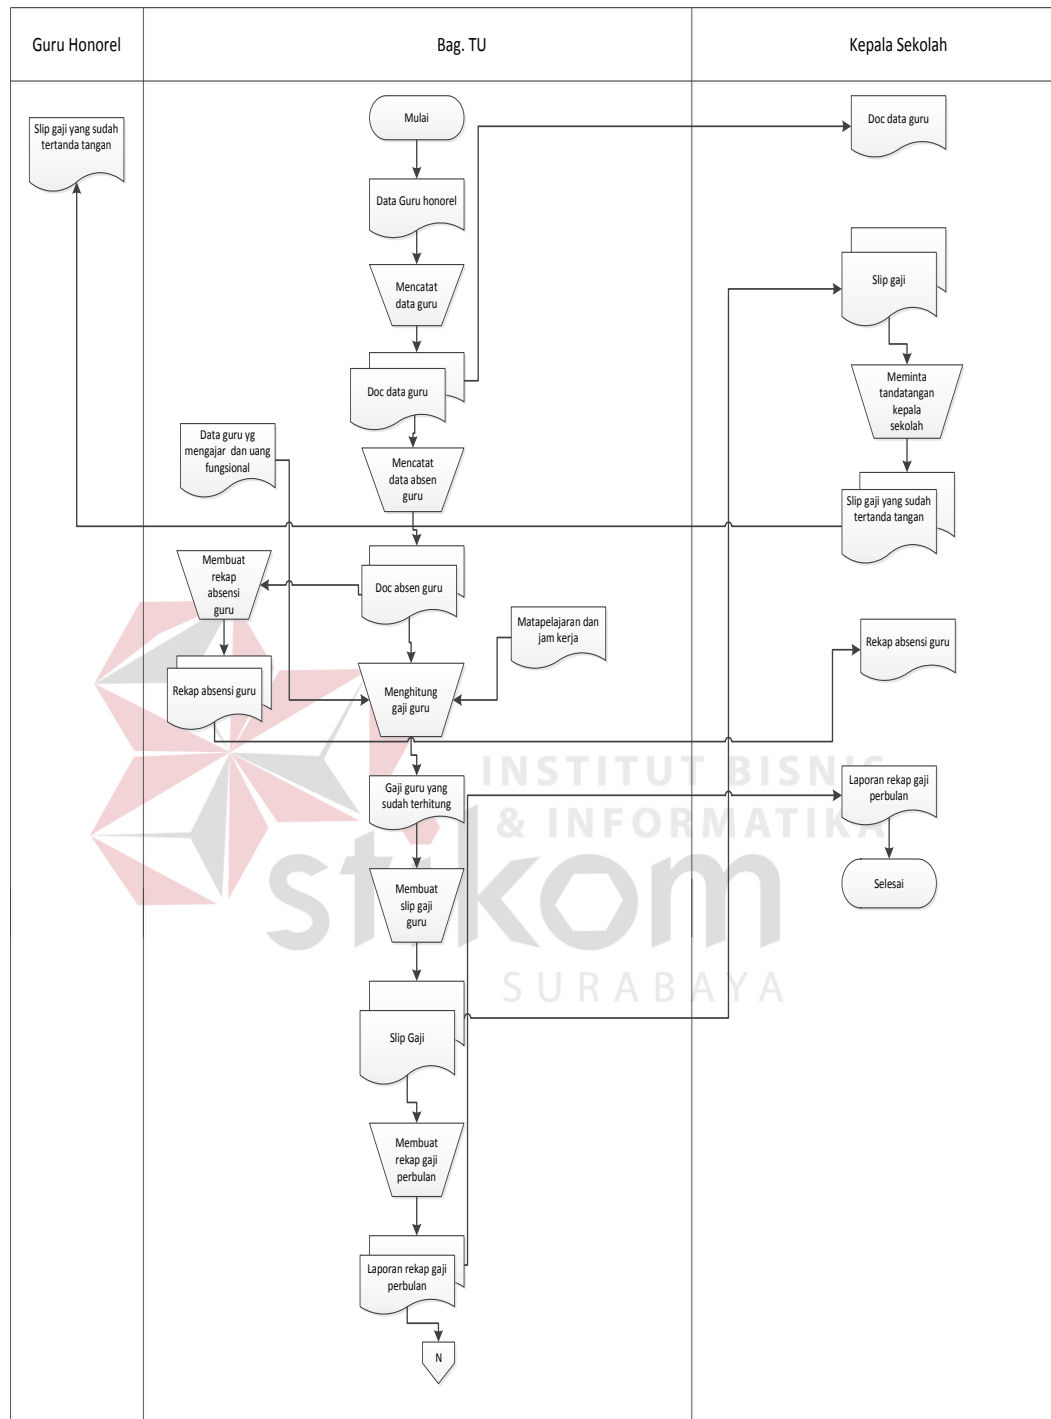 Guru Honorel
Bag. TU
Kepala Sekolah
Slip gaji yang sudah
tertanda tangan
Mulai
Data Guru honorel
Mencatat
data guru
Doc data guru
Data guru yg
mengajar dan uang
fungsional
Mencatat
data absen
guru
Membuat
rekap
absensi
guru
Doc absen guru
Matapelajaran dan
jam kerja
Rekap absensi guru
Menghitung
gaji guru
Gaji guru yang
sudah terhitung
Membuat
slip gaji
guru
Slip Gaji
Membuat
rekap gaji
perbulan
Laporan rekap gaji
perbulan
N
Doc data guru
Slip gaji
Meminta
tandatangan
kepala
sekolah
Slip gaji yang sudah
tertanda tangan
Rekap absensi guru
Laporan rekap gaji
perbulan
Selesai
INSTITUT BISNIS
& INFORMATIKA
stikom
SURABAYA